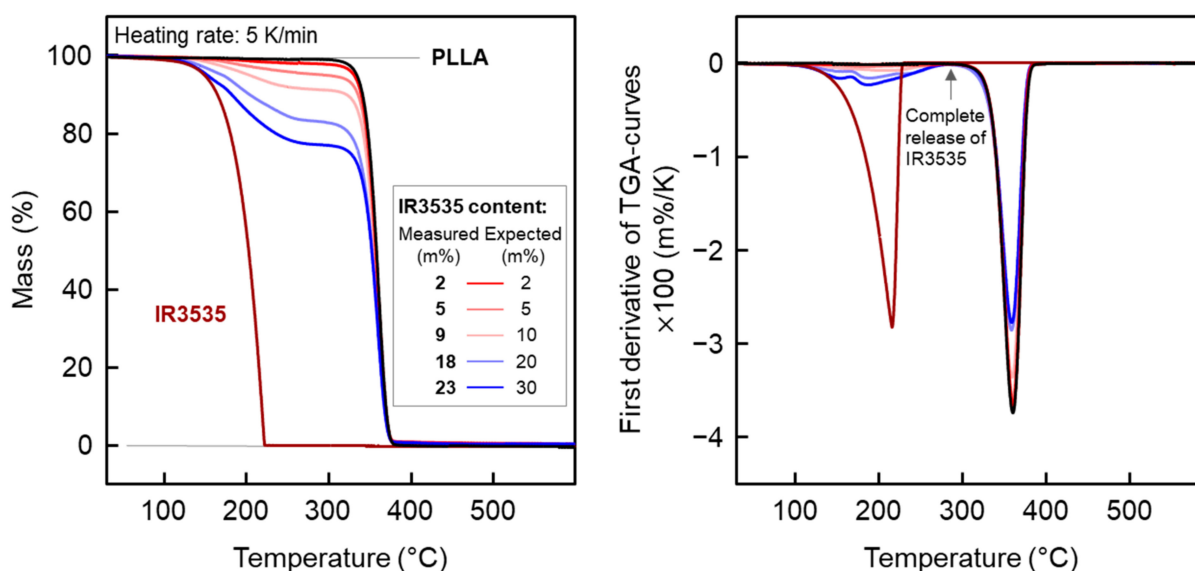 Heating rate: 5 K/min
PLLA
IR3535
IR3535 content:
Measured Expected
(m%) (m%)
2 2
5 5
9 10
18 20
23 30
100
80
60
40
20
0
Mass (%)
100 200 300 400 500
Temperature (°C)
Complete
release of
IR3535
0
−1
−2
−3
−4
First derivative of TGA-curves
×100 (m%/K)
100 200 300 400 500
Temperature (°C)